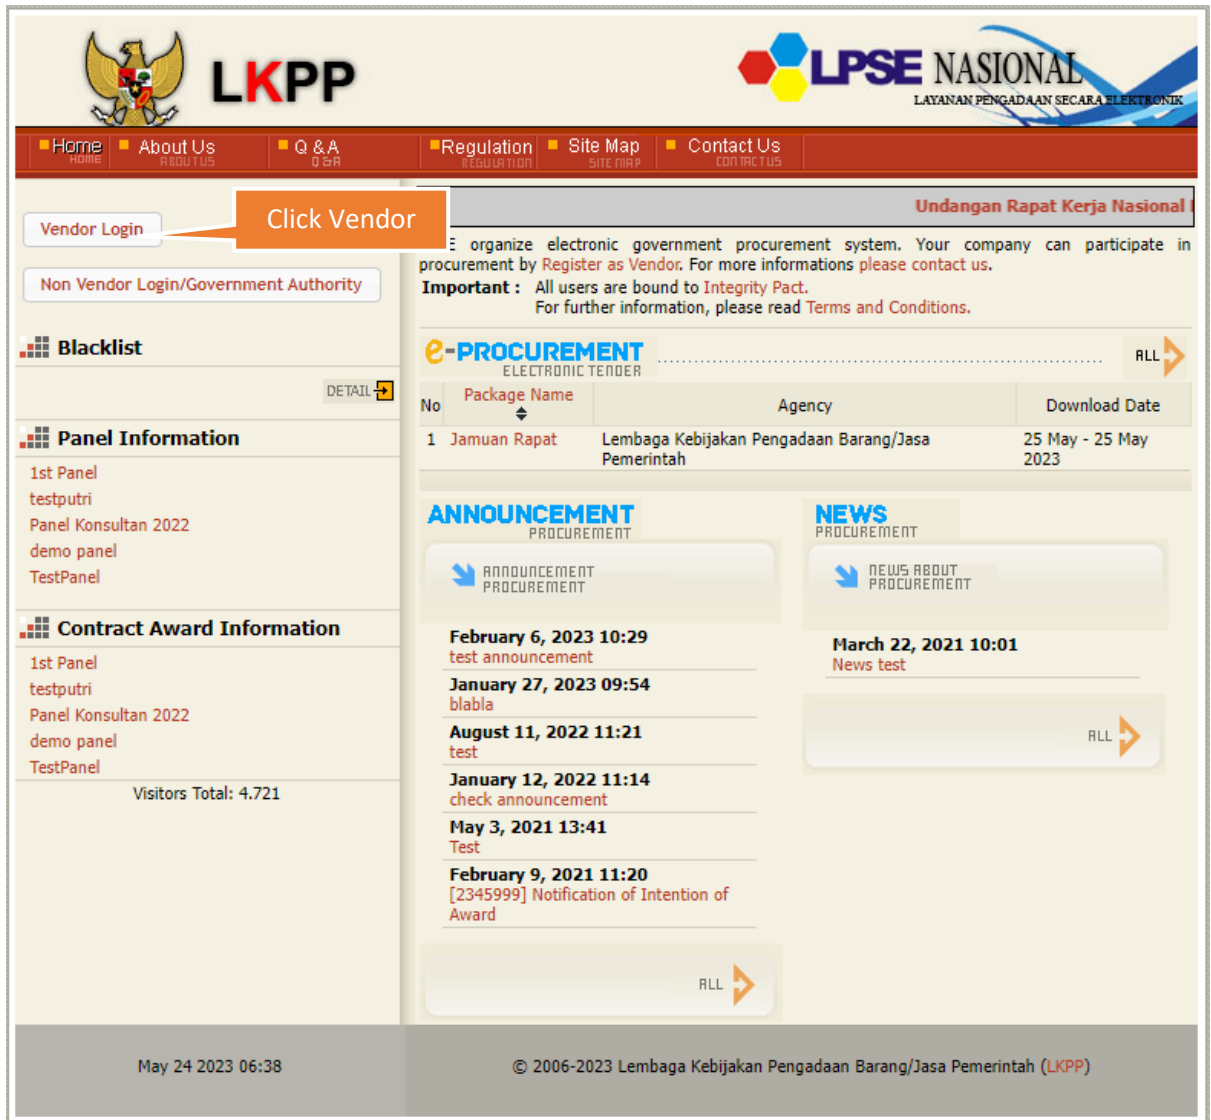 LKPP
LPSE NASIONAL
LAYANAN PENGADAAN SECARA ELEKTRONIK
Home About Us Q & A Regulation Site Map Contact Us
HOME ABOUT US Q & A REGULATION SITE MAP CONTACT US
Vendor Login
Click Vendor
Non Vendor Login/Government Authority
Blacklist
DETAIL
Panel Information
1st Panel
testputri
Panel Konsultan 2022
demo panel
TestPanel
Contract Award Information
1st Panel
testputri
Panel Konsultan 2022
demo panel
TestPanel
Visitors Total: 4.721
Undangan Rapat Kerja Nasional
E organize electronic government procurement system. Your company can participate in
procurement by Register as Vendor. For more informations please contact us.
Important : All users are bound to Integrity Pact.
For further information, please read Terms and Conditions.
e-PROCUREMENT
ELECTRONIC TENDER
ALL
No Package Name Agency Download Date
1 Jamuan Rapat Lembaga Kebijakan Pengadaan Barang/Jasa 25 May - 25 May
Pemerintah 2023
ANNOUNCEMENT
PROCUREMENT
ANNOUNCEMENT
PROCUREMENT
February 6, 2023 10:29
test announcement
January 27, 2023 09:54
blabla
August 11, 2022 11:21
test
January 12, 2022 11:14
check announcement
May 3, 2021 13:41
Test
February 9, 2021 11:20
[2345999] Notification of Intention of
Award
ALL
NEWS
PROCUREMENT
NEWS ABOUT
PROCUREMENT
March 22, 2021 10:01
News test
ALL
May 24 2023 06:38
© 2006-2023 Lembaga Kebijakan Pengadaan Barang/Jasa Pemerintah (LKPP)